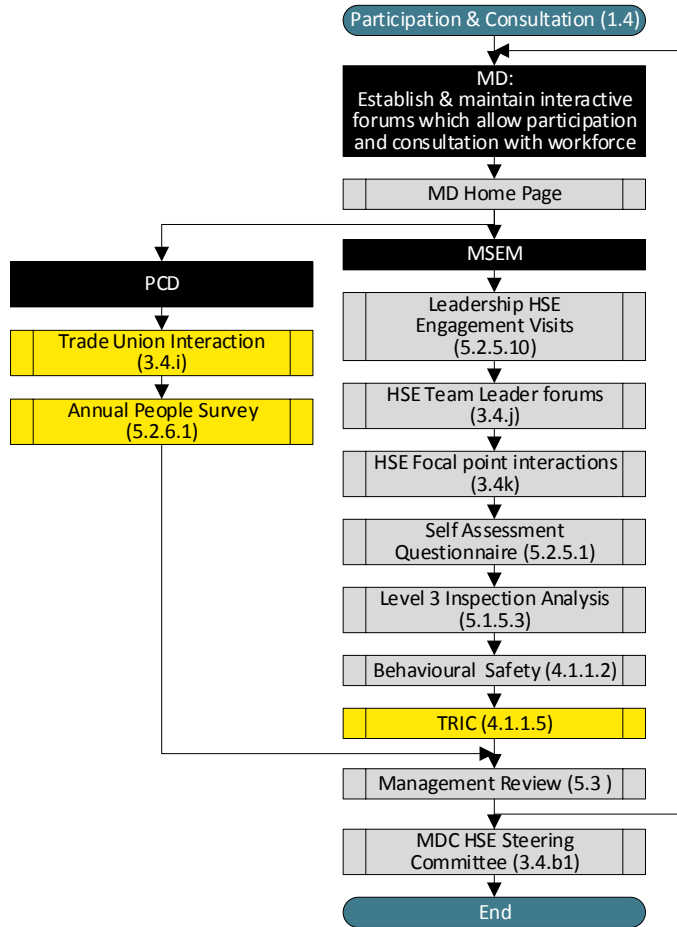 Participation & Consultation (1.4)
MD:
Establish & maintain interactive
forums which allow participation
and consultation with workforce
MD Home Page
PCD
MSEM
Trade Union Interaction
(3.4.i)
Annual People Survey
(5.2.6.1)
Leadership HSE
Engagement Visits
(5.2.5.10)
HSE Team Leader forums
(3.4.j)
HSE Focal point interactions
(3.4k)
Self Assessment
Questionnaire (5.2.5.1)
Level 3 Inspection Analysis
(5.1.5.3)
Behavioural  Safety (4.1.1.2)
TRIC (4.1.1.5)
Management Review (5.3 )
MDC HSE Steering
Committee (3.4.b1)
End